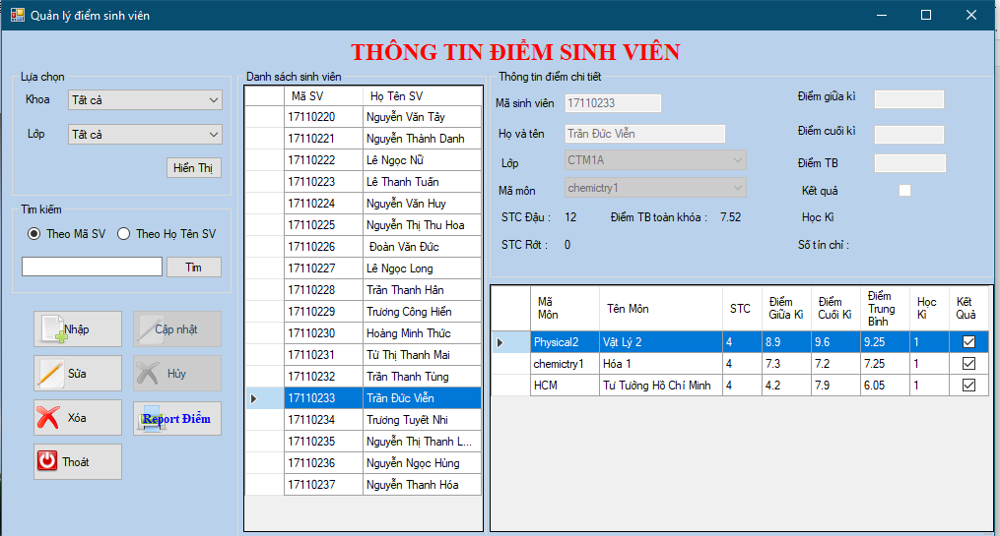 Quản lý điểm sinh viên
THÔNG TIN ĐIỂM SINH VIÊN
Lựa chọn
Khoa Tất cả
Lớp Tất cả
Hiển Thị
Tìm kiếm
Theo Mã SV Theo Họ Tên SV
Tìm
Nhập Cập nhật
Sửa Hủy
Xóa Report Điểm
Thoát
Danh sách sinh viên
Mã SV Họ Tên SV
17110220 Nguyễn Văn Tây
17110221 Nguyễn Thành Danh
17110222 Lê Ngọc Nữ
17110223 Lê Thanh Tuấn
17110224 Nguyễn Văn Huy
17110225 Nguyễn Thị Thu Hoa
17110226 Đoàn Văn Đức
17110227 Lê Ngọc Long
17110228 Trần Thanh Hân
17110229 Trương Công Hiển
17110230 Hoàng Minh Thức
17110231 Từ Thị Thanh Mai
17110232 Trần Thanh Tùng
17110233 Trần Đức Viễn
17110234 Trương Tuyết Nhi
17110235 Nguyễn Thị Thanh L...
17110236 Nguyễn Ngọc Hùng
17110237 Nguyễn Thanh Hóa
Thông tin điểm chi tiết
Mã sinh viên 17110233 Điểm giữa kì
Họ và tên Trần Đức Viễn Điểm cuối kì
Lớp CTM1A Điểm TB
Mã môn chemictry1 Kết quả
STC Đậu : 12 Điểm TB toàn khóa : 7.52 Học Kì
STC Rớt : 0 Số tín chỉ :
Mã Môn Tên Môn STC Điểm Giữa Kì Điểm Cuối Kì Điểm Trung Bình Học Kì Kết Quả
Physical2 Vật Lý 2 4 8.9 9.6 9.25 1
chemictry1 Hóa 1 4 7.3 7.2 7.25 1
HCM Tư Tưởng Hồ Chí Minh 4 4.2 7.9 6.05 1